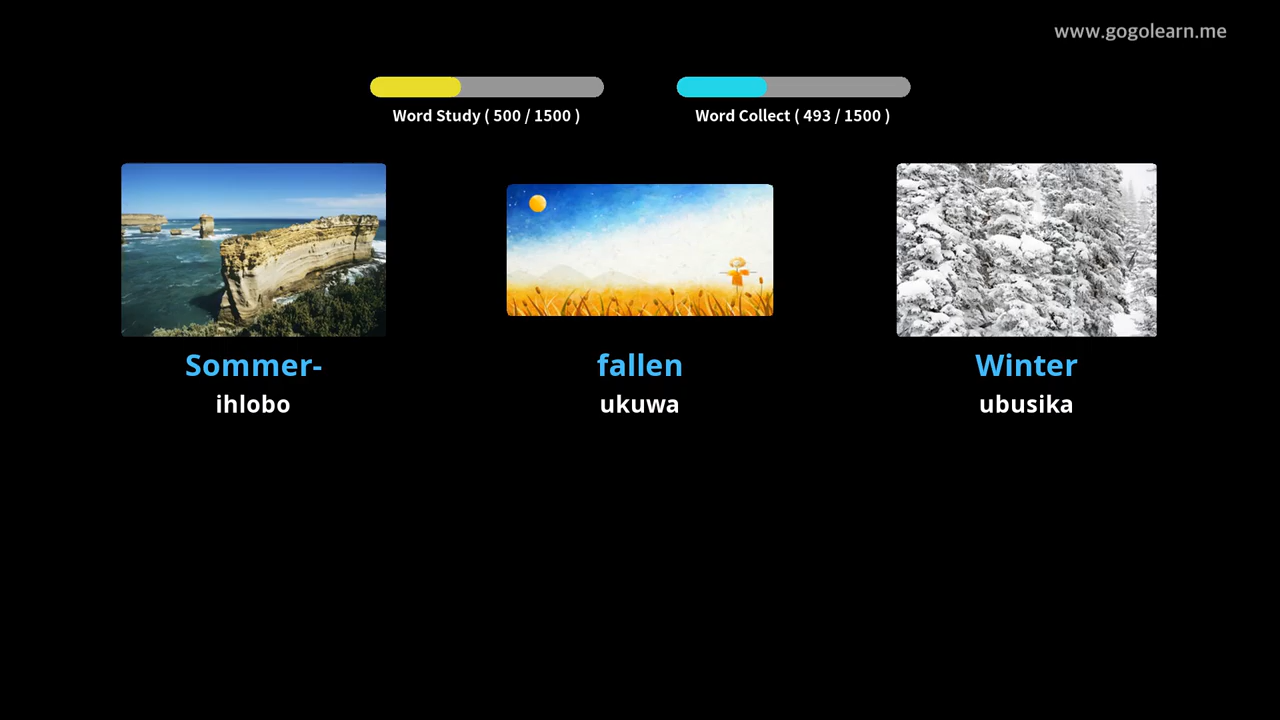 www.gogolearn.me
Word Study ( 500 / 1500 )
Word Collect ( 493 / 1500 )
Sommer-
ihlobo
fallen
ukuwa
Winter
ubusika